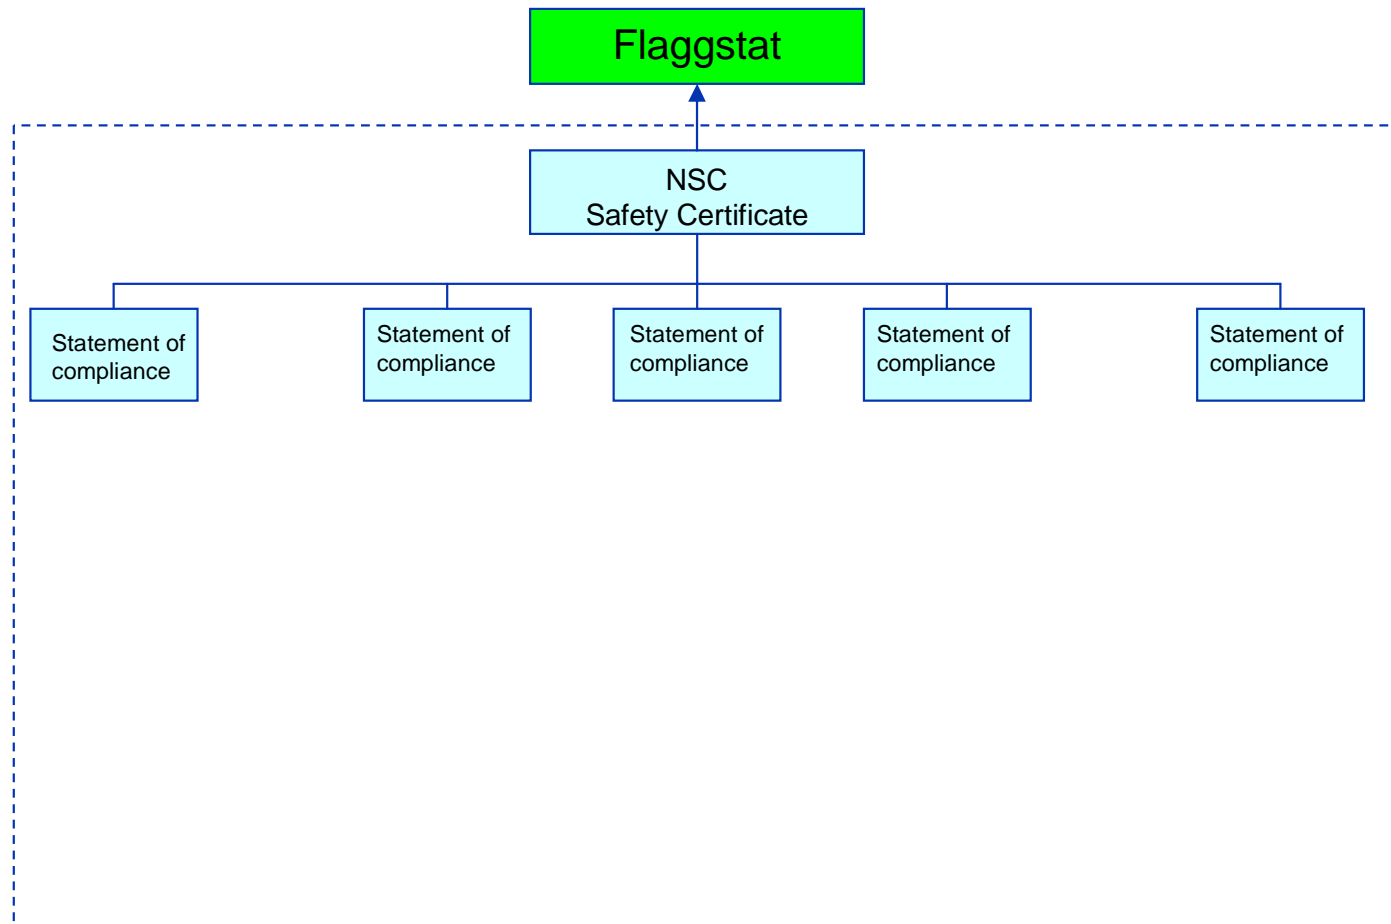 Flaggstat
NSC
Safety Certificate
Statement of
compliance
Statement of
compliance
Statement of
compliance
Statement of
compliance
Statement of
compliance